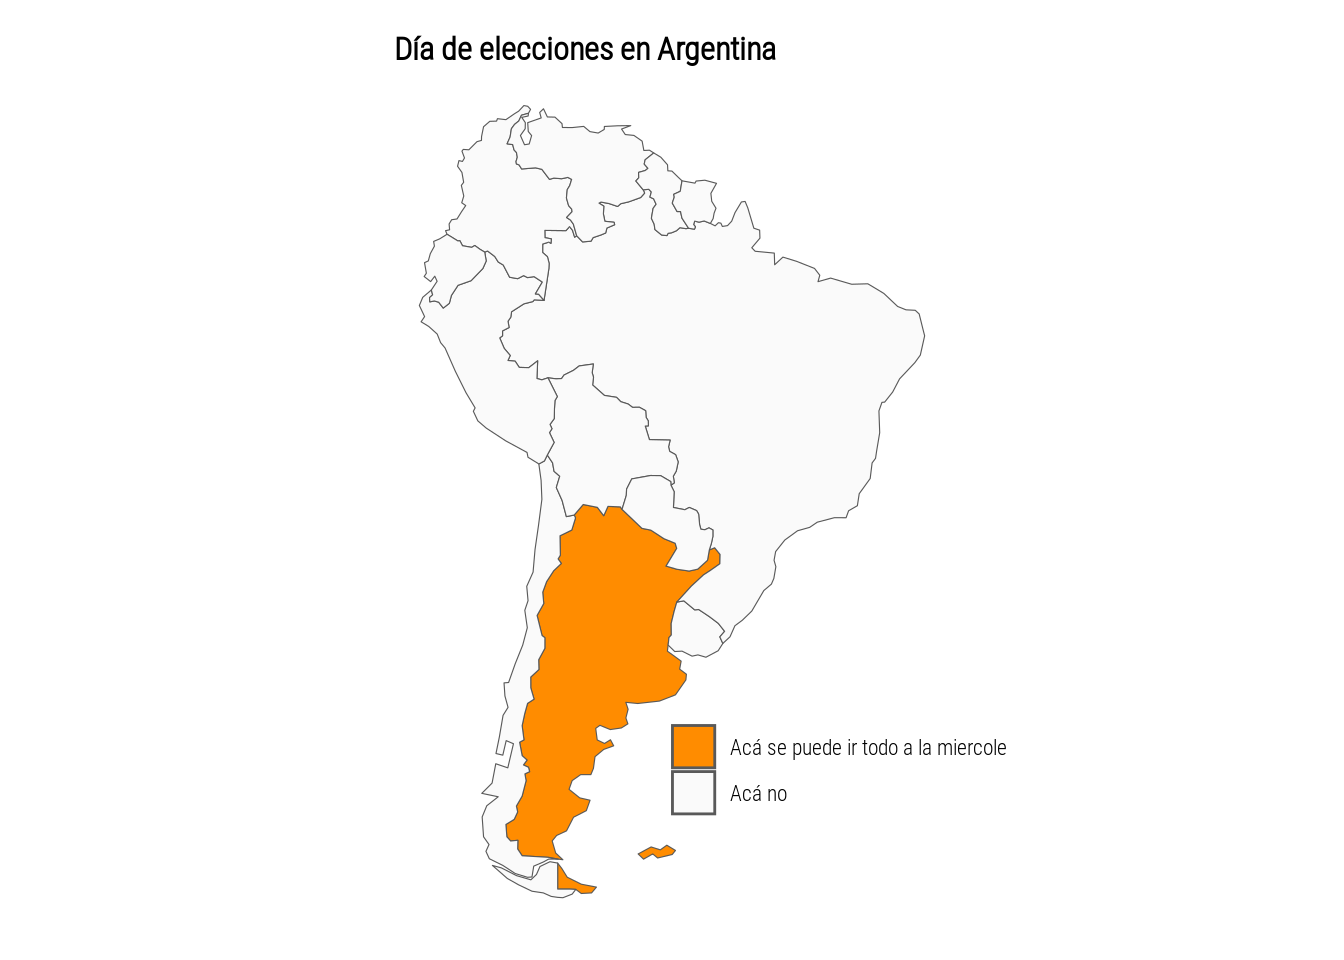 Día de elecciones en Argentina
Acá se puede ir todo a la miercole
Acá no